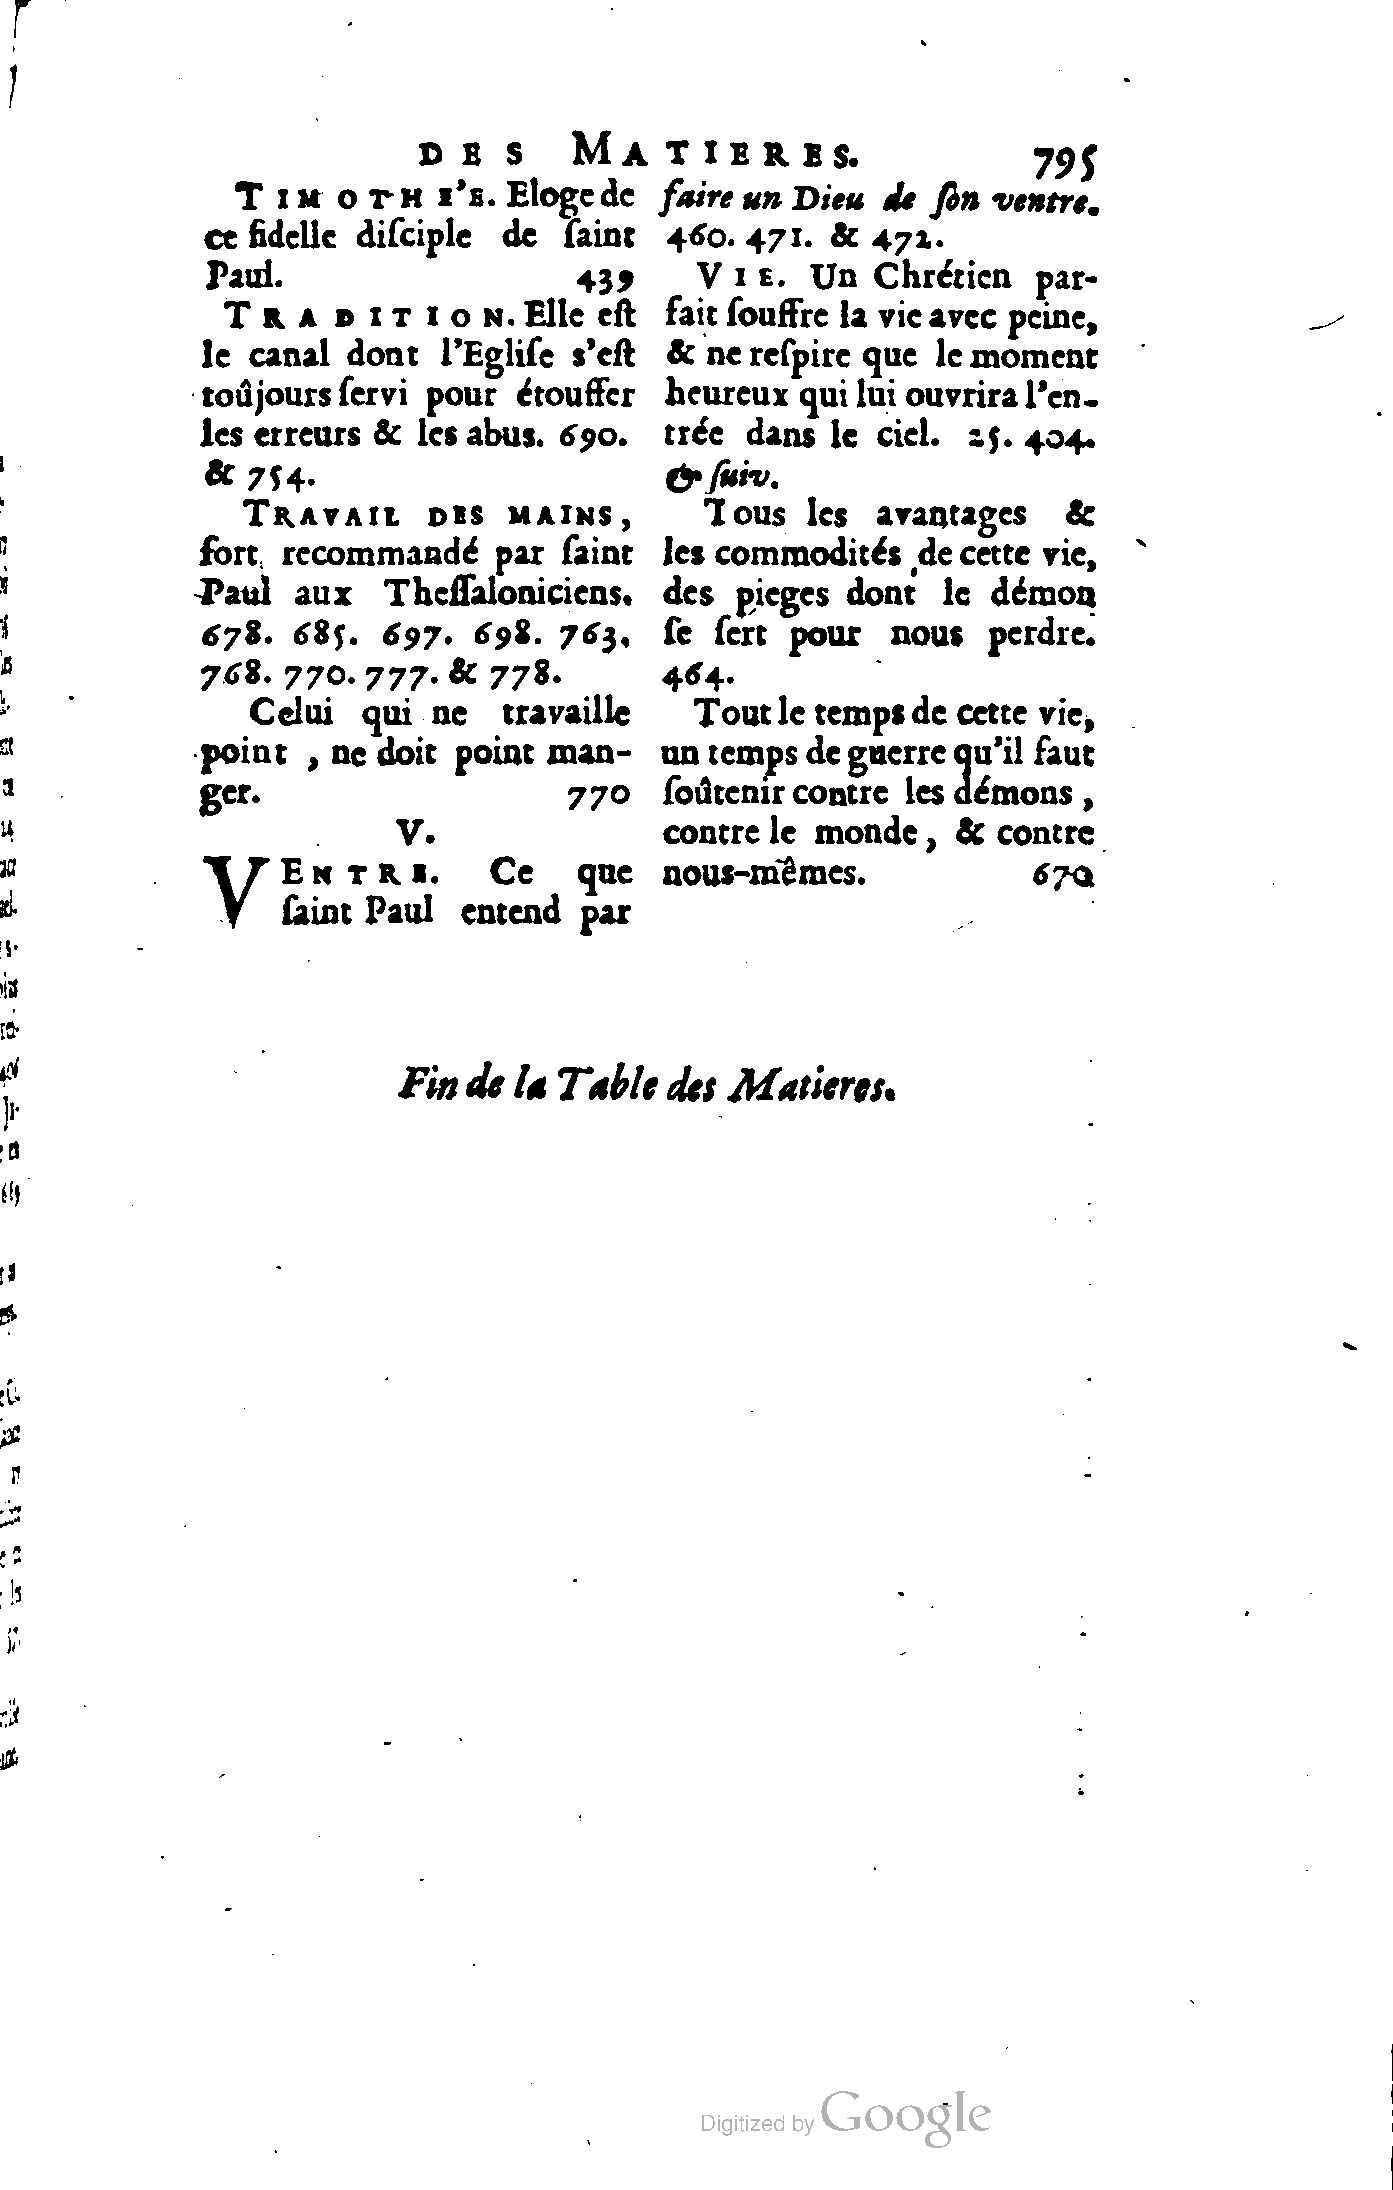 DES MATIERES. 795
TIMOTHE'E. Eloge de
ce fidelle diſciple de ſaint
Paul. 439
TRADITION. Elle eſt
le canal dont l'Egliſe s'eſt
toûjours ſervi pour étouffer
les erreurs & les abus. 690.
& 754.
TRAVAIL DES MAINS,
fort recommandé par ſaint
Paul aux Theſſaloniciens.
678. 685. 697. 698. 763.
768. 770. 777. & 778.
Celui qui ne travaille
point , ne doit point man-
ger. 770
V.
VENTRE. Ce que
ſaint Paul entend par
faire un Dieu de ſon ventre.
460. 471. & 472.
VIE. Un Chrétien par-
fait ſouffre la vie avec peine,
& ne reſpire que le moment
heureux qui lui ouvrira l'en-
trée dans le ciel. 25. 404.
& ſuiv.
Tous les avantages &
les commodités de cette vie,
des pieges dont le démon
ſe ſert pour nous perdre.
464.
Tout le temps de cette vie,
un temps de guerre qu'il faut
ſoûtenir contre les démons ,
contre le monde, & contre
nous-mêmes. 670
Fin de la Table des Matieres.
Digitized by Google